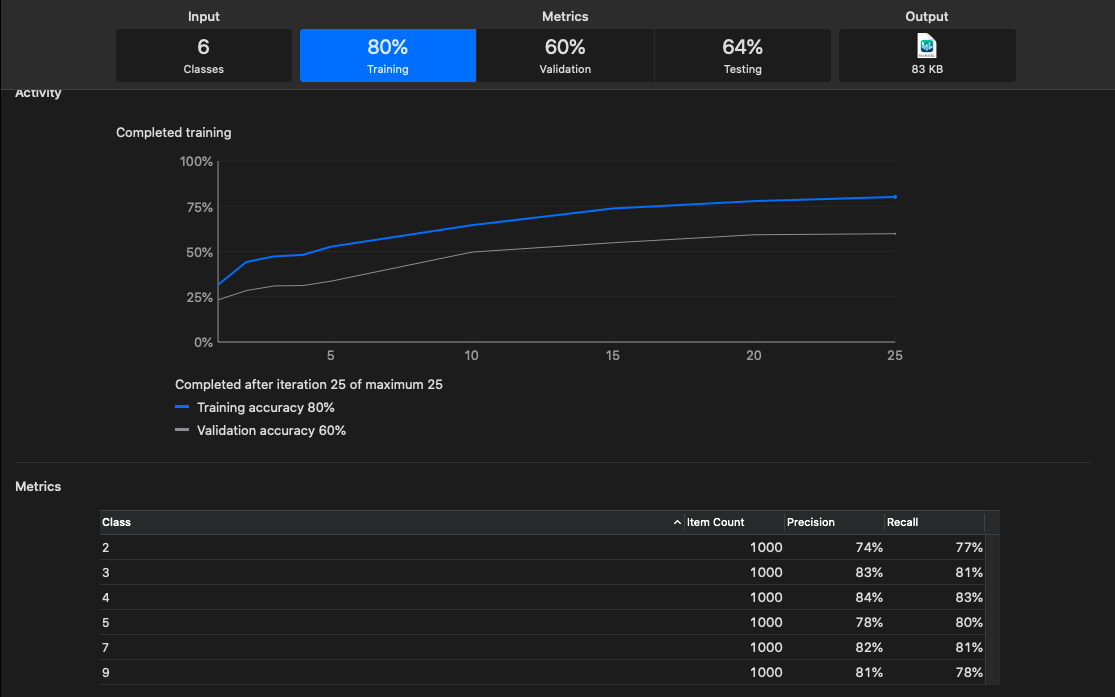 Input Metrics Output
6 80% 60% 64%
Classes Training Validation Testing 83 KB
Activity
Completed training
100%
75%
50%
25%
0%
5 10 15 20 25
Completed after iteration 25 of maximum 25
Training accuracy 80%
Validation accuracy 60%
Metrics
Class Item Count Precision Recall
2 1000 74% 77%
3 1000 83% 81%
4 1000 84% 83%
5 1000 78% 80%
7 1000 82% 81%
9 1000 81% 78%